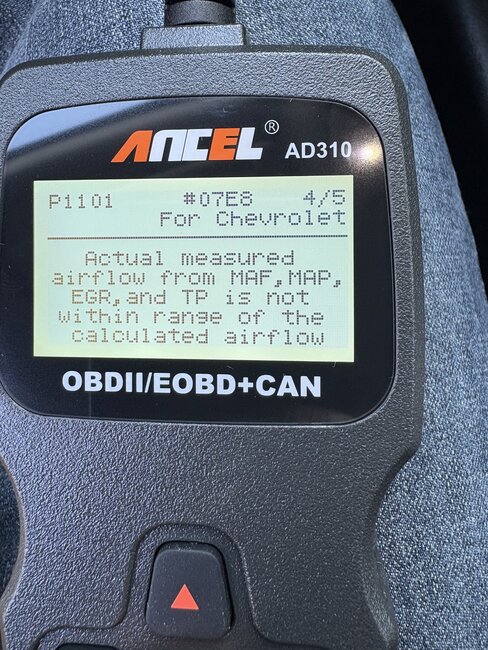 ANCEL® AD310
P1101 #07E8 4/5
For Chevrolet
Actual measured
airflow from MAF,MAP,
EGR,and TP is not
within range of the
calculated airflow
OBDII/EOBD+CAN